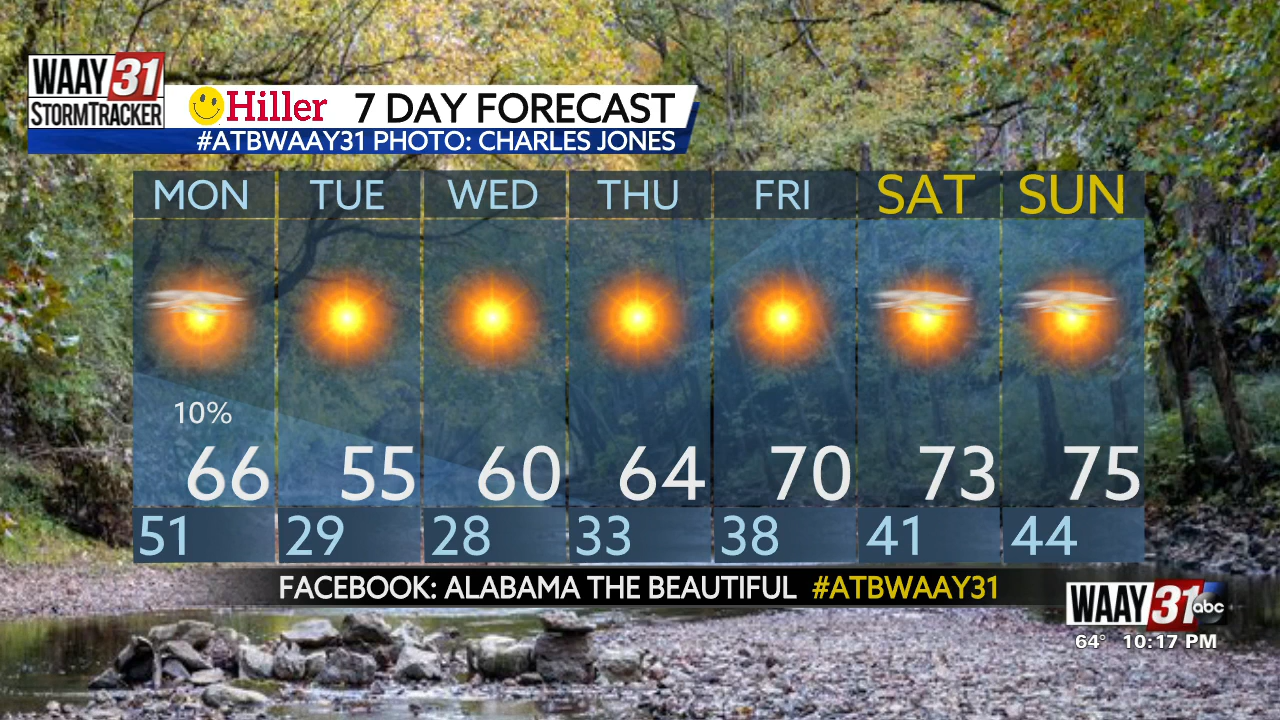 WAAY 31
STORMTRACKER
Hiller 7 DAY FORECAST
#ATBWAAY31 PHOTO: CHARLES JONES
MON TUE WED THU FRI SAT SUN
10%
66 55 60 64 70 73 75
51 29 28 33 38 41 44
FACEBOOK: ALABAMA THE BEAUTIFUL #ATBWAAY31
WAAY 31 abc
64° 10:17 PM